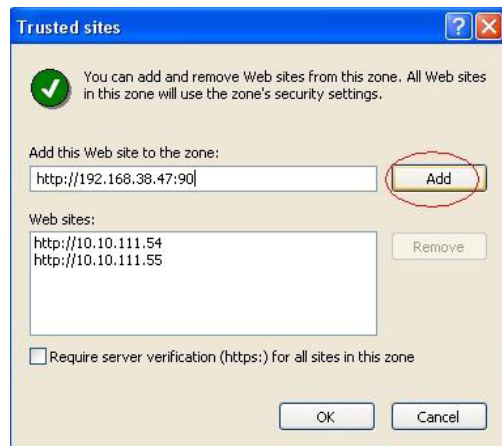 Trusted sites
You can add and remove Web sites from this zone. All Web sites
in this zone will use the zone's security settings.
Add this Web site to the zone:
http://192.168.38.47:90
Add
Web sites:
http://10.10.111.54
http://10.10.111.55
Remove
Require server verification (https:) for all sites in this zone
OK
Cancel